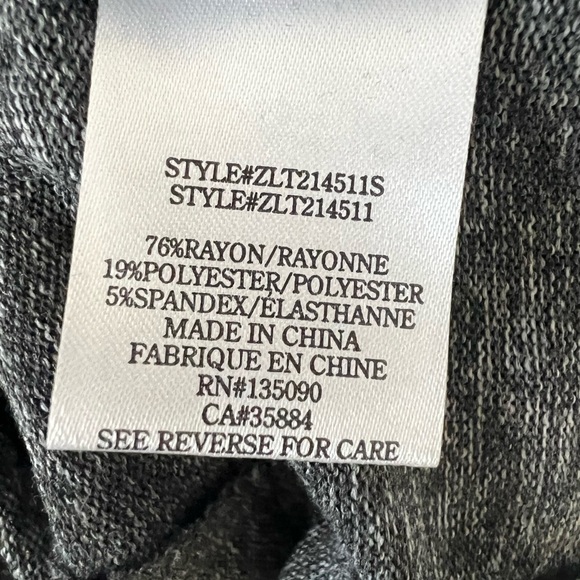 STYLE#ZLT214511S
STYLE#ZLT214511
76%RAYON/RAYONNE
19%POLYESTER/POLYESTER
5%SPANDEX/ÉLASTHANNE
MADE IN CHINA
FABRIQUE EN CHINE
RN#135090
CA#35884
SEE REVERSE FOR CARE